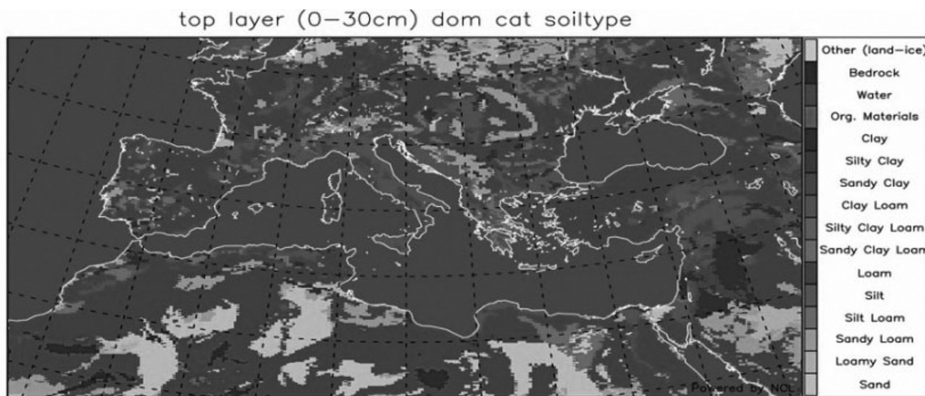 top layer (0−30cm) dom cat soiltype
Other (land−ice)
Bedrock
Water
Org. Materials
Clay
Silty Clay
Sandy Clay
Clay Loam
Silty Clay Loam
Sandy Clay Loam
Loam
Silt
Silt Loam
Sandy Loam
Loamy Sand
Sand
Powered by NCL